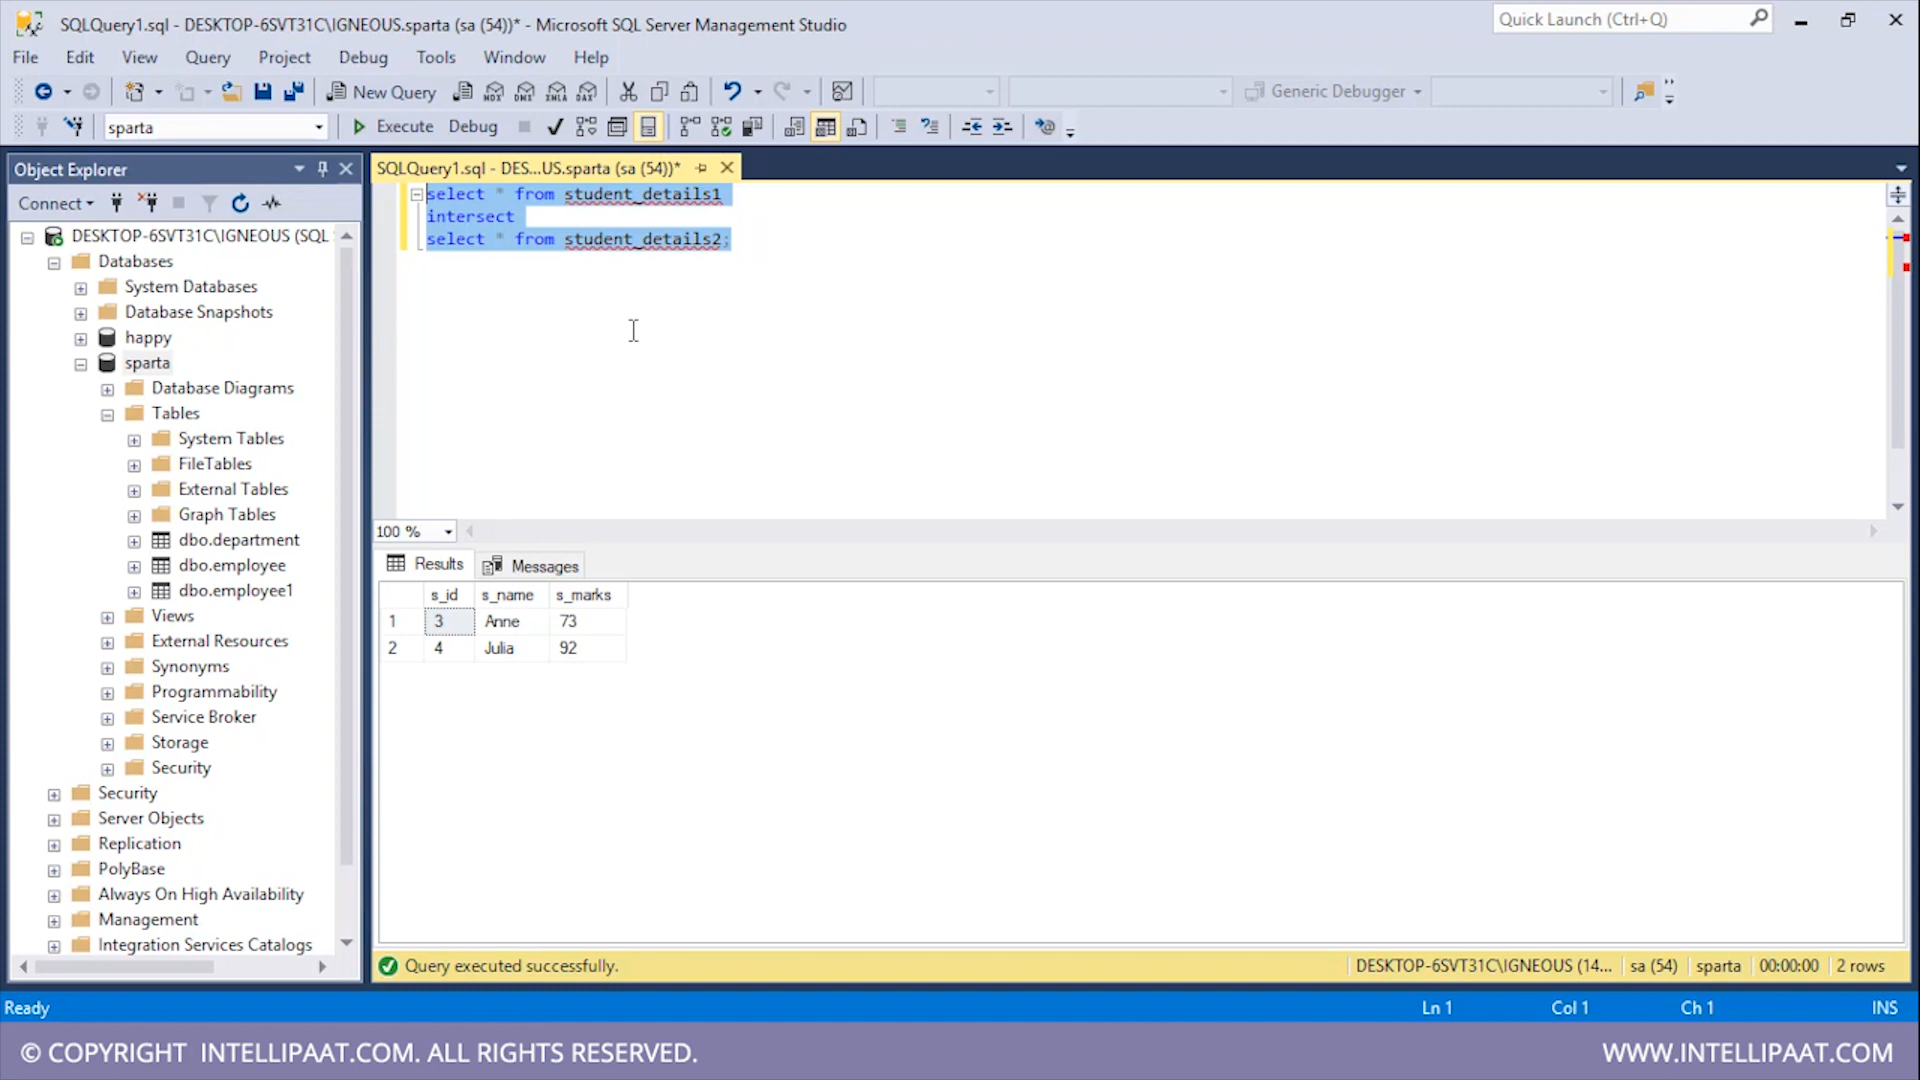 SQLQuery1.sql - DESKTOP-6SVT31C\IGNEOUS.sparta (sa (54))* - Microsoft SQL Server Management Studio
Quick Launch (Ctrl+Q)
File Edit View Query Project Debug Tools Window Help
New Query MDX DMX XMLA DAX Generic Debugger
sparta Execute Debug
Object Explorer
SQLQuery1.sql - DES...US.sparta (sa (54))*
Connect
DESKTOP-6SVT31C\IGNEOUS (SQL
Databases
System Databases
Database Snapshots
happy
sparta
Database Diagrams
Tables
System Tables
FileTables
External Tables
Graph Tables
dbo.department
dbo.employee
dbo.employee1
Views
External Resources
Synonyms
Programmability
Service Broker
Storage
Security
Security
Server Objects
Replication
PolyBase
Always On High Availability
Management
Integration Services Catalogs
select * from student_details1
intersect
select * from student_details2;
100 %
Results Messages
s_id s_name s_marks
1 3 Anne 73
2 4 Julia 92
Query executed successfully. DESKTOP-6SVT31C\IGNEOUS (14... sa (54) sparta 00:00:00 2 rows
Ready Ln 1 Col 1 Ch 1 INS
© COPYRIGHT INTELLIPAAT.COM. ALL RIGHTS RESERVED. WWW.INTELLIPAAT.COM